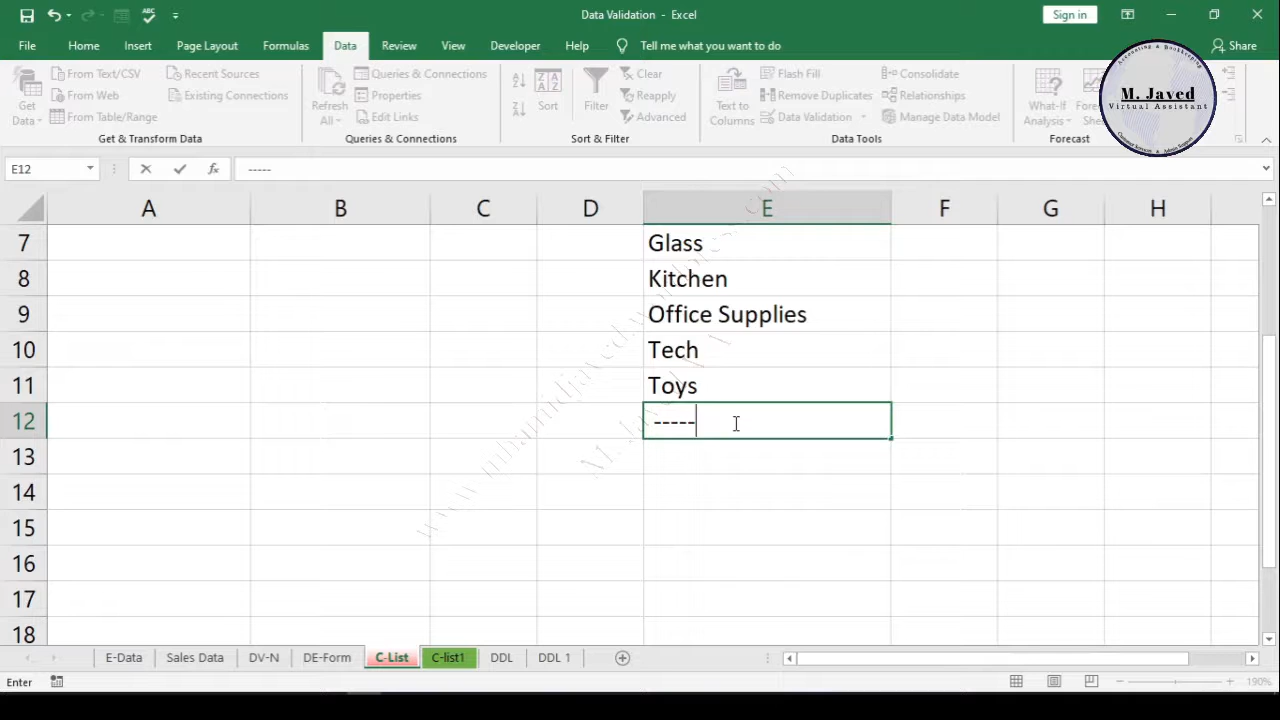 ABC
Data Validation - Excel
Sign in
File Home Insert Page Layout Formulas Data Review View Developer Help Tell me what you want to do Share
Get Data
From Text/CSV
From Web
From Table/Range
Recent Sources
Existing Connections
Get & Transform Data
Refresh All
Queries & Connections
Properties
Edit Links
Queries & Connections
Sort
Filter
Clear
Reapply
Advanced
Sort & Filter
Text to Columns
Flash Fill
Remove Duplicates
Data Validation
Consolidate
Relationships
Manage Data Model
Data Tools
What-If Analysis
Forecast
Accounting & Bookkeeping
M. Javed
Virtual Assistant
E12 fx -----
A B C D E F G H
7 Glass
8 Kitchen
9 Office Supplies
10 Tech
11 Toys
12 -----
13
14
15
16
17
18
E-Data Sales Data DV-N DE-Form C-List C-list1 DDL DDL 1
Enter 190%